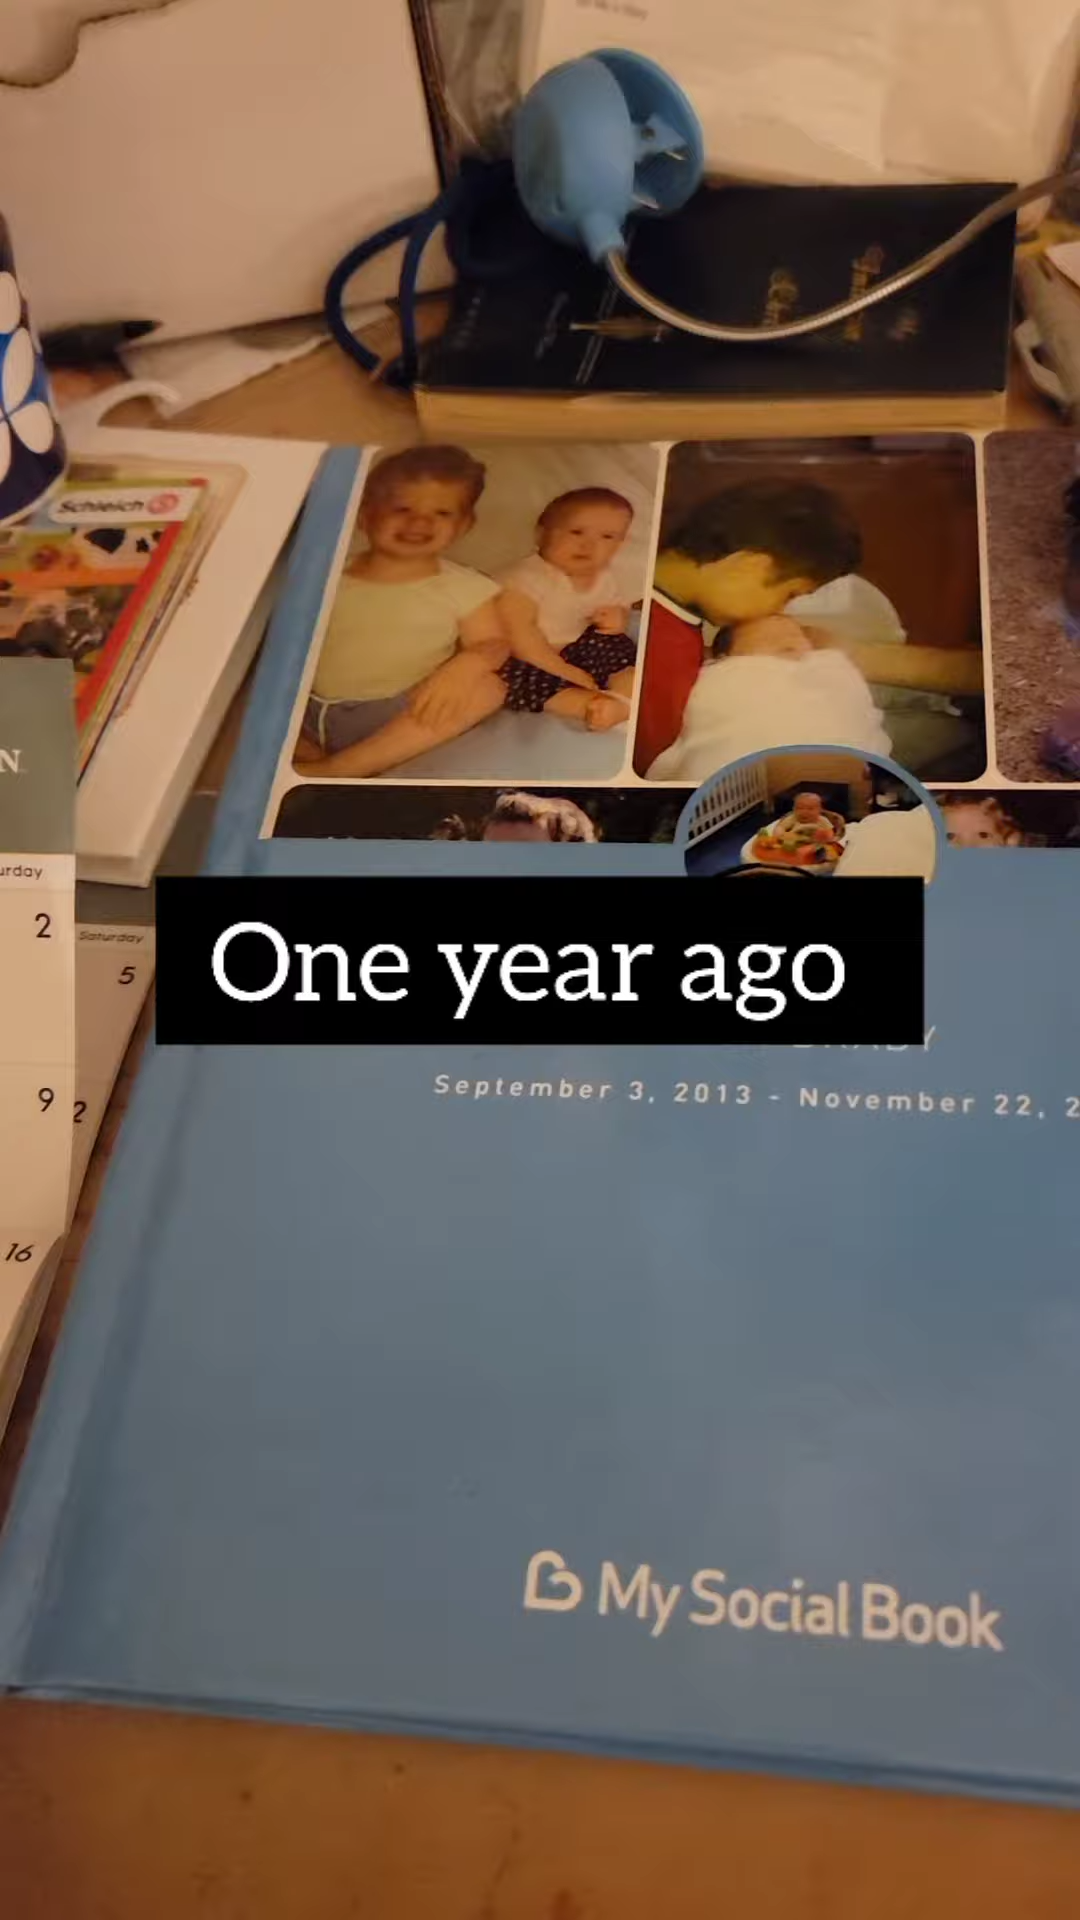 Schleich S
N
urday
2
Saturday
5
One year ago
9
2
September 3, 2013 - November 22, 2
16
My Social Book